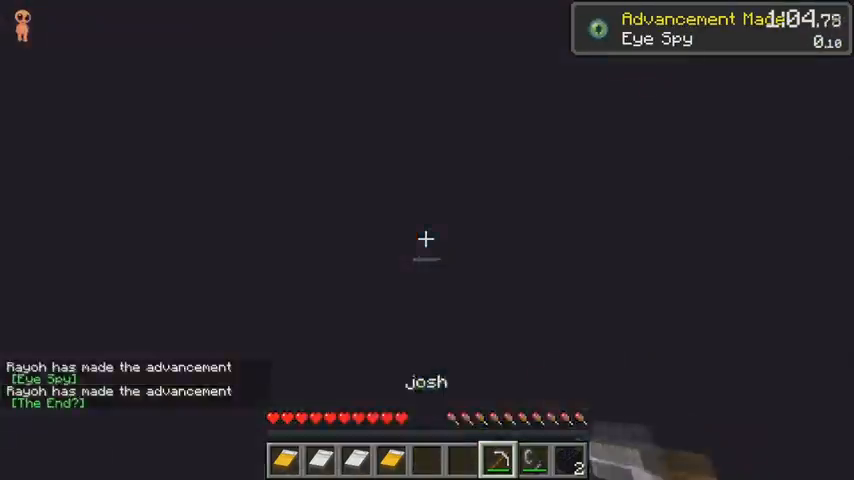 Advancement Made
1:04.78
Eye Spy
0.10
Rayoh has made the advancement
[Eye Spy]
Rayoh has made the advancement
[The End?]
josh
2